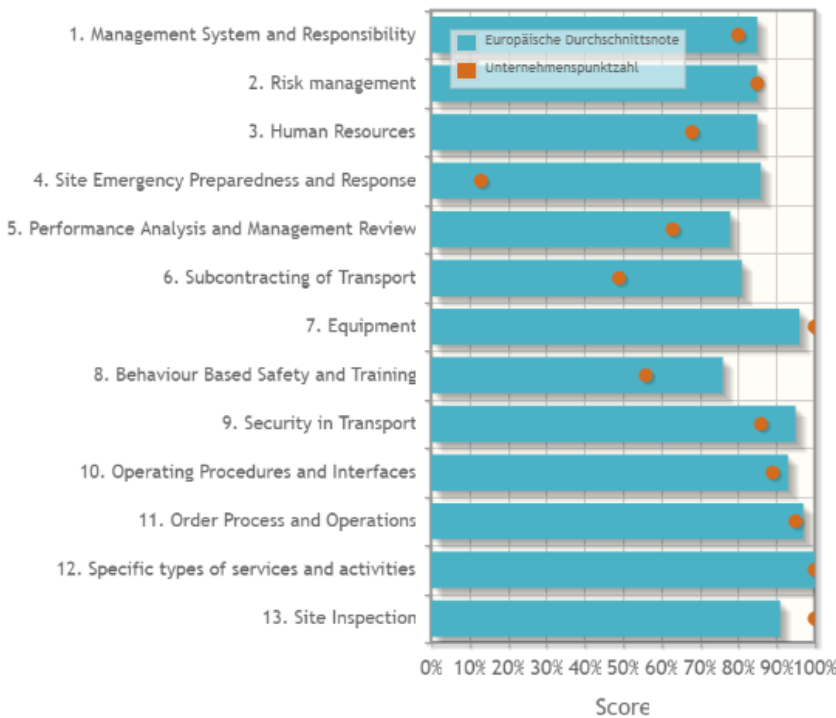 1. Management System and Responsibility
Europäische Durchschnittsnote
Unternehmenspunktzahl
2. Risk management
3. Human Resources
4. Site Emergency Preparedness and Response
5. Performance Analysis and Management Review
6. Subcontracting of Transport
7. Equipment
8. Behaviour Based Safety and Training
9. Security in Transport
10. Operating Procedures and Interfaces
11. Order Process and Operations
12. Specific types of services and activities
13. Site Inspection
0% 10% 20% 30% 40% 50% 60% 70% 80% 90% 100%
Score